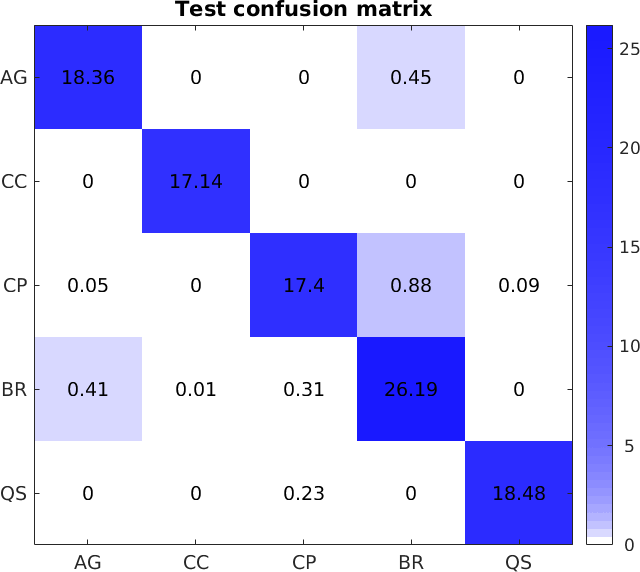 Test confusion matrix
AG 18.36 0 0 0.45 0
CC 0 17.14 0 0 0
CP 0.05 0 17.4 0.88 0.09
BR 0.41 0.01 0.31 26.19 0
QS 0 0 0.23 0 18.48
AG CC CP BR QS
25
20
15
10
5
0